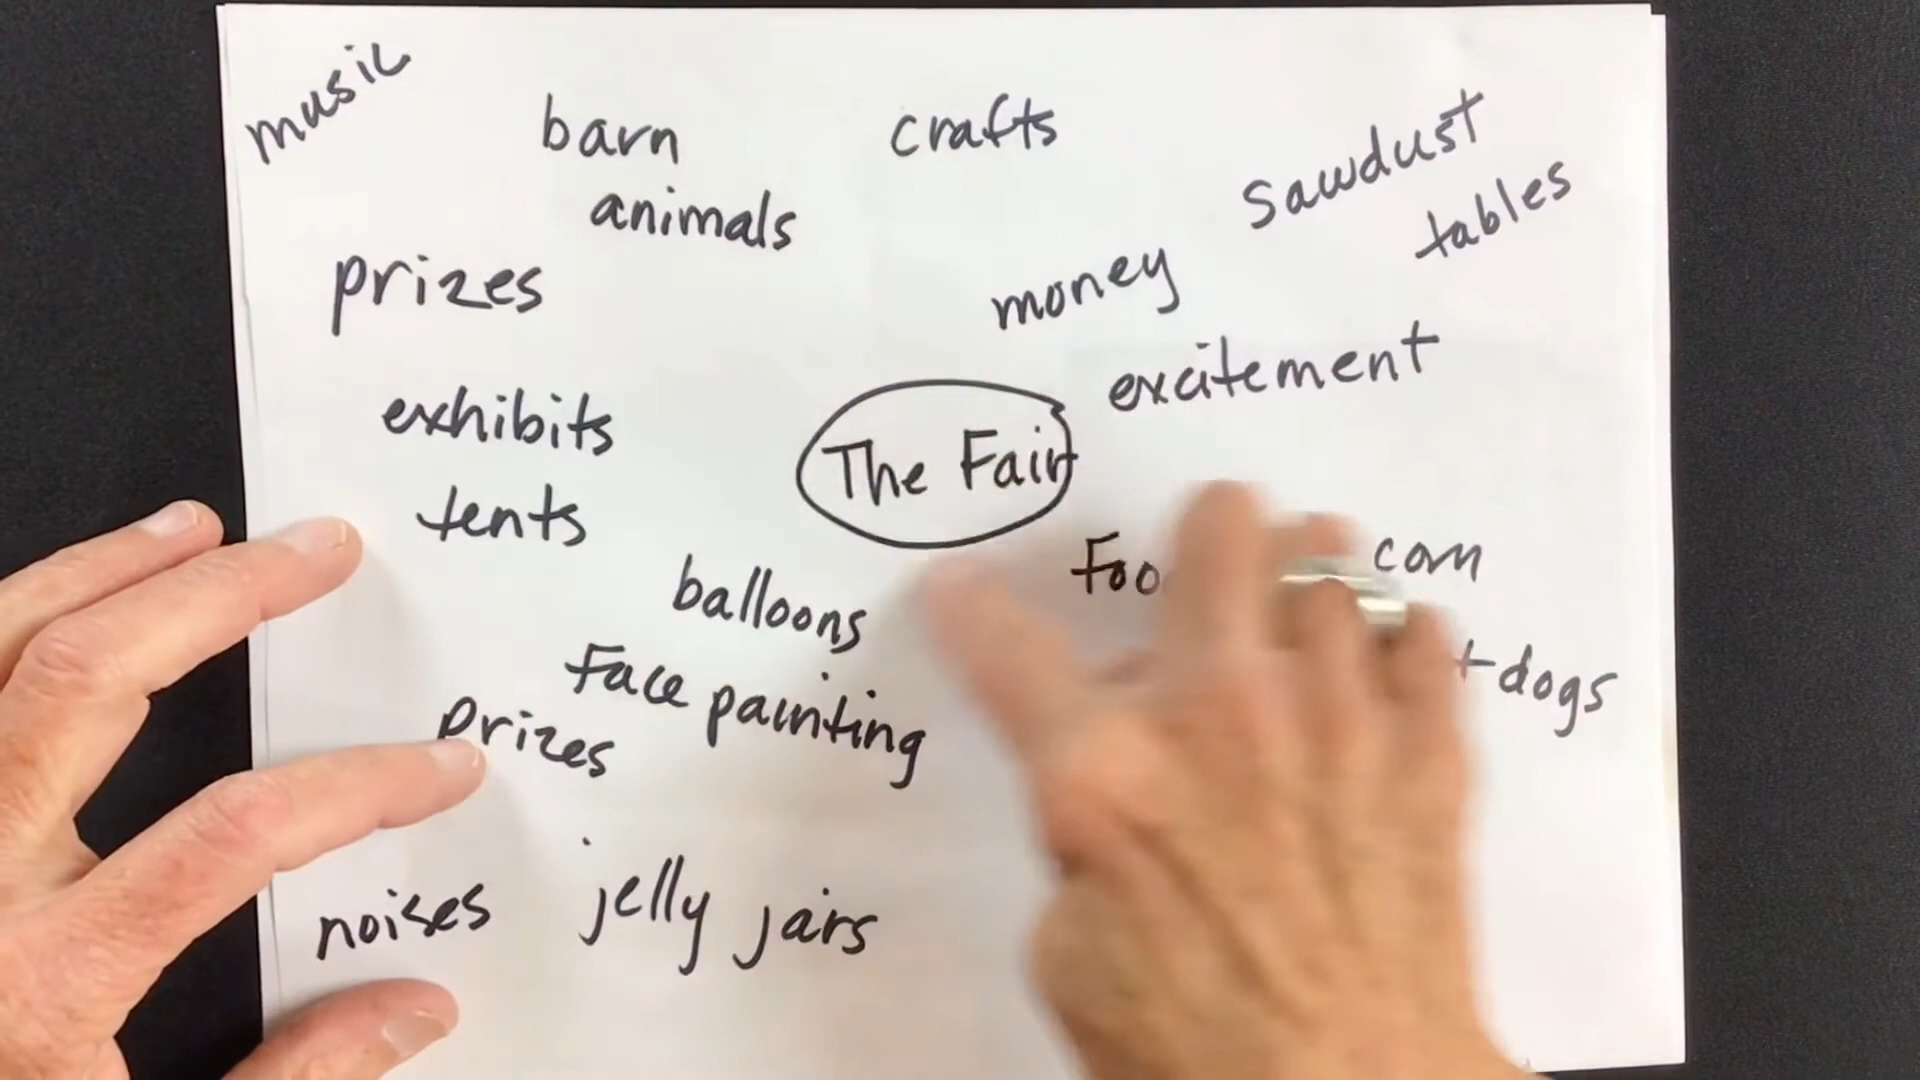 music
barn
crafts
sawdust
animals
tables
prizes
money
excitement
exhibits
The Fair
tents
corn
balloons
Face painting
dogs
prizes
noises
jelly jars